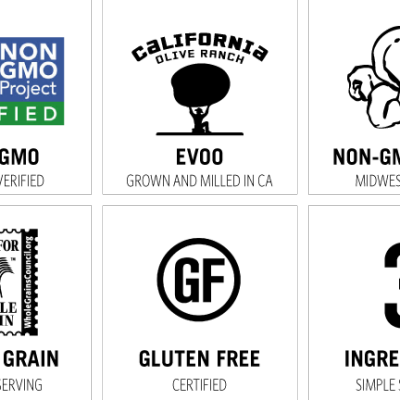 NON
GMO
Project
FIED
GMO
VERIFIED
CALIFORNIA
OLIVE RANCH
EVOO
GROWN AND MILLED IN CA
NON-GM
MIDWES
FOR
LE
IN
WholeGrainsCouncil.org
GRAIN
SERVING
GF
GLUTEN FREE
CERTIFIED
3
INGRE
SIMPLE